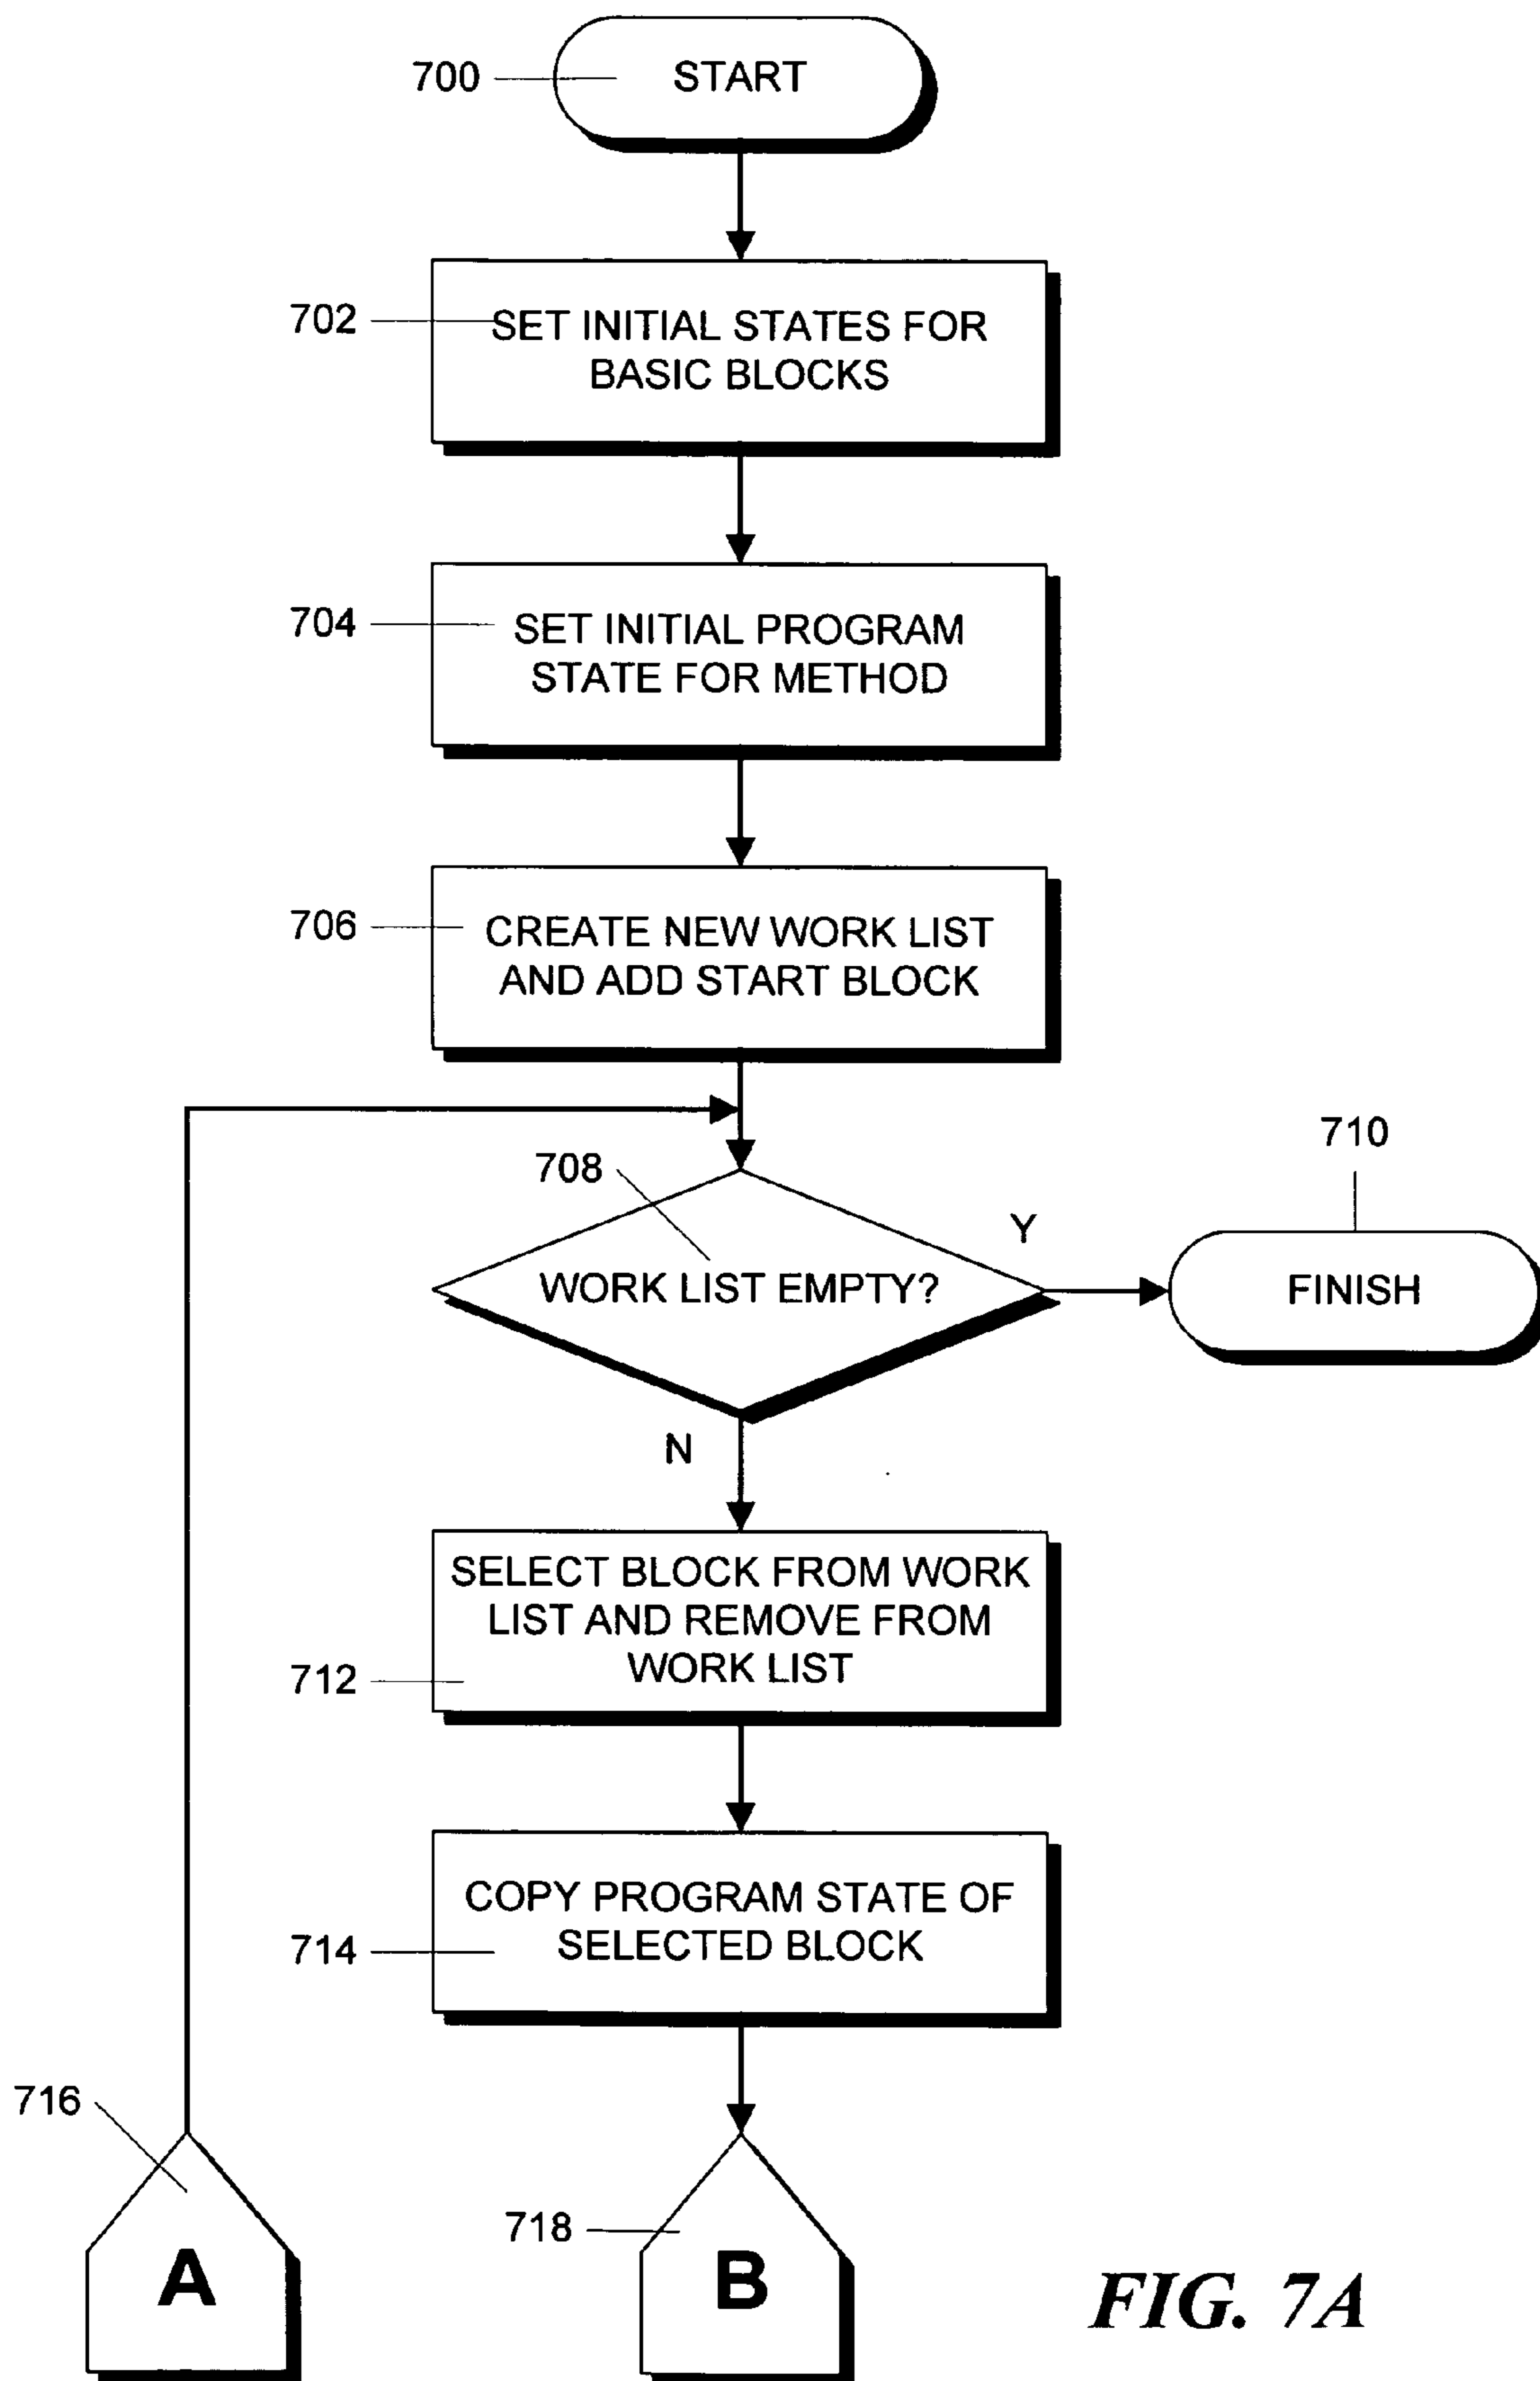 700
START
702
SET INITIAL STATES FOR
BASIC BLOCKS
704
SET INITIAL PROGRAM
STATE FOR METHOD
706
CREATE NEW WORK LIST
AND ADD START BLOCK
708
WORK LIST EMPTY?
Y
710
FINISH
N
SELECT BLOCK FROM WORK
LIST AND REMOVE FROM
WORK LIST
712
COPY PROGRAM STATE OF
SELECTED BLOCK
714
716
A
718
B
FIG. 7A